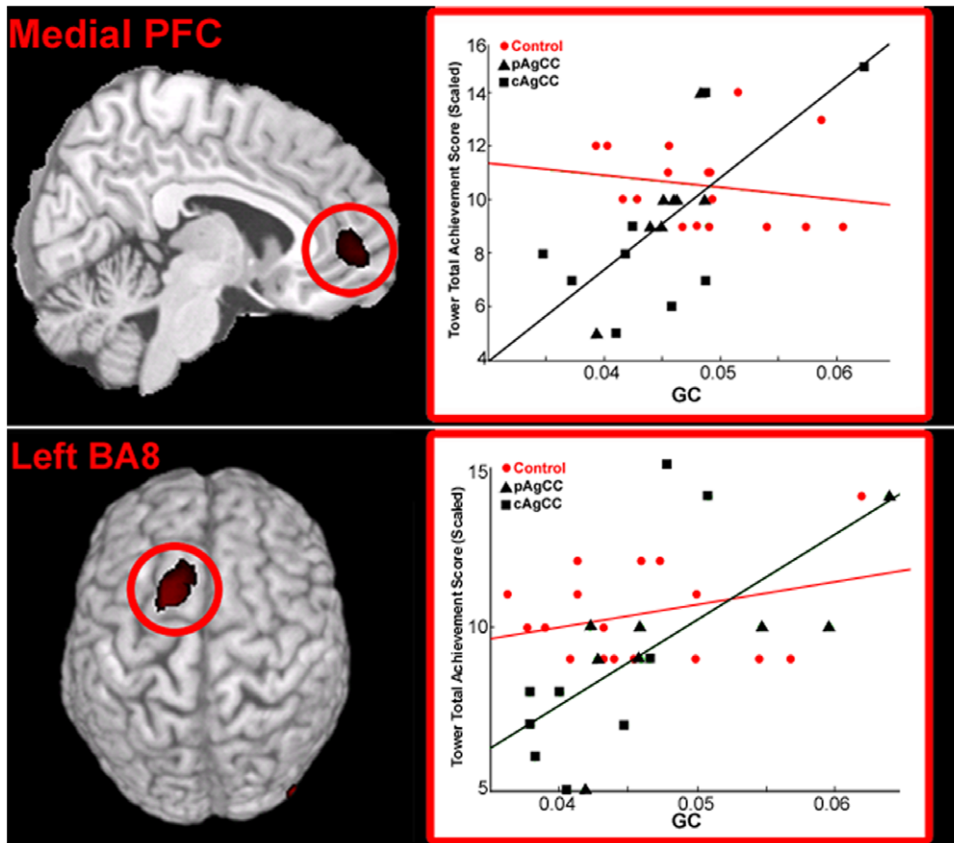 Medial PFC
Tower Total Achievement Score (Scaled)
16
14
12
10
8
6
4
Control
pAgCC
cAgCC
0.04
0.05
0.06
GC
Left BA8
Tower Total Achievement Score (Scaled)
15
10
5
Control
pAgCC
cAgCC
0.04
0.05
0.06
GC